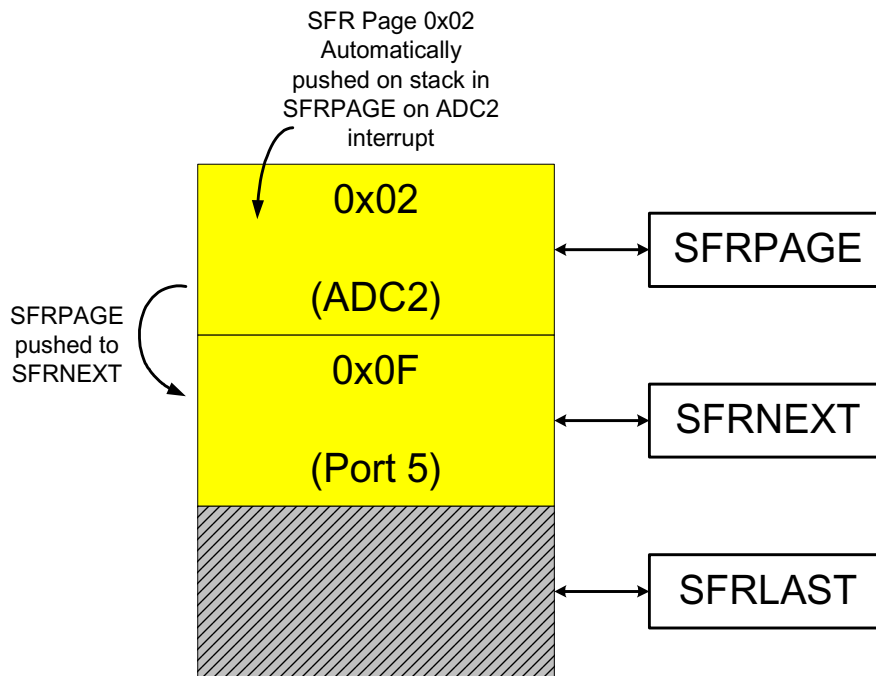 SFR Page 0x02
Automatically
pushed on stack in
SFRPAGE on ADC2
interrupt
0x02
(ADC2)
SFRPAGE
SFRPAGE
pushed to
SFRNEXT
0x0F
(Port 5)
SFRNEXT
SFRLAST